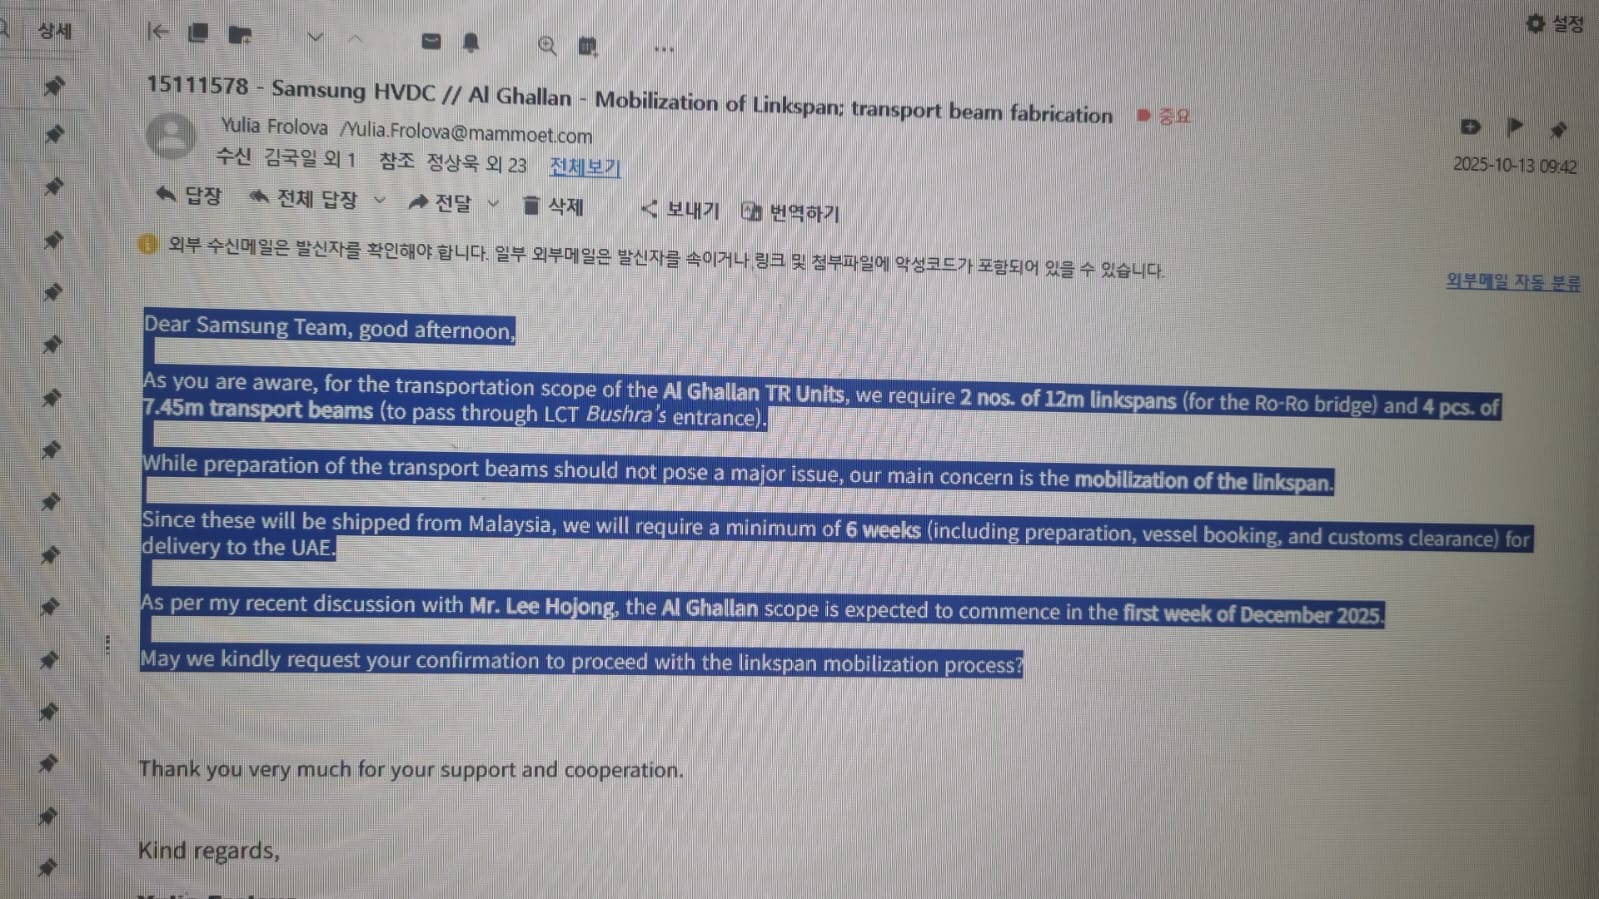 상세
설정
15111578 - Samsung HVDC // Al Ghallan - Mobilization of Linkspan; transport beam fabrication 중요
Yulia Frolova /Yulia.Frolova@mammoet.com
수신 김국일 외 1 참조 정상욱 외 23 전체보기
2025-10-13 09:42
답장 전체 답장 전달 삭제 보내기 번역하기
외부 수신메일은 발신자를 확인해야 합니다. 일부 외부메일은 발신자를 속이거나 링크 및 첨부파일에 악성코드가 포함되어 있을 수 있습니다.
외부메일 자동 분류
Dear Samsung Team, good afternoon,
As you are aware, for the transportation scope of the Al Ghallan TR Units, we require 2 nos. of 12m linkspans (for the Ro-Ro bridge) and 4 pcs. of
7.45m transport beams (to pass through LCT Bushra's entrance).
While preparation of the transport beams should not pose a major issue, our main concern is the mobilization of the linkspan.
Since these will be shipped from Malaysia, we will require a minimum of 6 weeks (including preparation, vessel booking, and customs clearance) for
delivery to the UAE.
As per my recent discussion with Mr. Lee Hojong, the Al Ghallan scope is expected to commence in the first week of December 2025.
May we kindly request your confirmation to proceed with the linkspan mobilization process?
Thank you very much for your support and cooperation.
Kind regards,